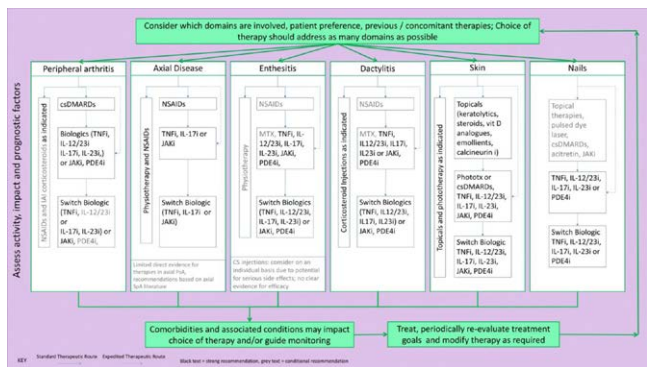 Consider which domains are involved, patient preference, previous / concomitant therapies; Choice of
therapy should address as many domains as possible
Assess activity, impact and prognostic factors
Peripheral arthritis
NSAIDs and IAI corticosteroids as indicated
csDMARDs
Biologics (TNFi,
IL-12/23i
IL-17i, IL-23i,)
or JAKi, PDE4i
Switch Biologic
(TNFi, IL-12/23i
or
IL-17i, IL-23i) or
JAKi, PDE4i,
Axial Disease
Physiotherapy and NSAIDs
NSAIDs
TNFi, IL-17i or
JAKi
Switch Biologic
(TNFi, IL-17i or
JAKi)
Limited direct evidence for
therapies in axial PsA,
recommendations based on
axial SpA literature
Enthesitis
Physiotherapy
NSAIDs
MTX, TNFi, IL-
12/23i, IL-17i,
IL-23i, JAKi,
PDE4i
Switch Biologic
(TNFi, IL-12/23i,
IL-17i, IL-23i or
JAKi, PDE4i
CS injections: consider on
an individual basis due to potential
for serious side effects; no clear
evidence for efficacy
Dactylitis
Corticosteroid Injections as indicated
NSAIDs
MTX, TNFi,
IL12/23i, IL17i,
IL23i or JAKi,
PDE4i
Switch Biologic
(TNFi, IL12/23i,
IL17i, IL23i) or
JAKi, PDE4i
Skin
Topicals and phototherapy as indicated
Topicals
(keratolytics,
steroids, vit D
analogues,
emollients,
calcineurin i)
Phototx or
csDMARDs,
TNFi, IL-12/23i,
IL-17i, IL-23i,
JAKi, PDE4i
Switch Biologic
TNFi, IL-12/23i,
IL-17i, IL-23i,
JAKi, PDE4i
Nails
Topical
therapies,
pulsed dye
laser,
csDMARDs,
acitretin, JAKi
TNFi, IL-12/23i,
IL-17i, IL-23i
or PDE4i
Switch Biologic
TNFi, IL-12/23i,
IL-17i, IL-23i or
PDE4i
Comorbidities and associated conditions may impact
choice of therapy and/or guide monitoring
Treat, periodically re-evaluate treatment
goals and modify therapy as required
KEY Standard Therapeutic Route Expedited Therapeutic Route Black text = strong recommendation, grey text = conditional recommendation